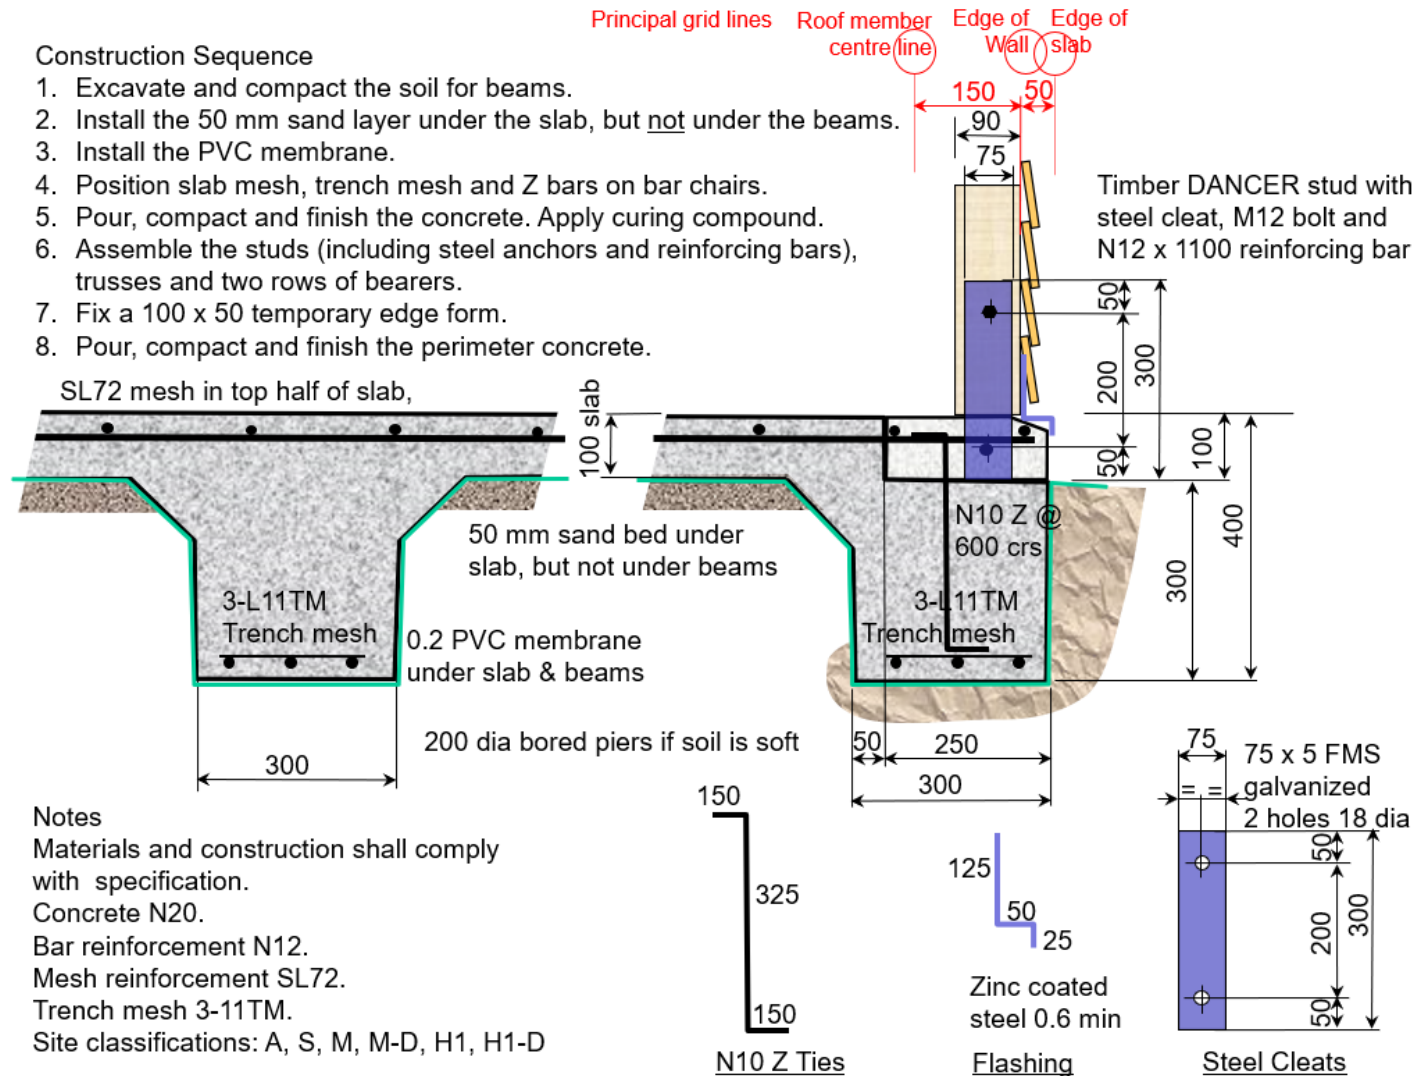 Principal grid lines
Roof member
centre line
Edge of
Wall
Edge of
slab
150
50
90
75
Construction Sequence
1. Excavate and compact the soil for beams.
2. Install the 50 mm sand layer under the slab, but not under the beams.
3. Install the PVC membrane.
4. Position slab mesh, trench mesh and Z bars on bar chairs.
5. Pour, compact and finish the concrete. Apply curing compound.
6. Assemble the studs (including steel anchors and reinforcing bars),
trusses and two rows of bearers.
7. Fix a 100 x 50 temporary edge form.
8. Pour, compact and finish the perimeter concrete.
Timber DANCER stud with
steel cleat, M12 bolt and
N12 x 1100 reinforcing bar
50
200
300
50
100
400
300
SL72 mesh in top half of slab,
100 slab
50 mm sand bed under
slab, but not under beams
N10 Z @
600 crs
3-L11TM
Trench mesh
3-L11TM
Trench mesh
0.2 PVC membrane
under slab & beams
200 dia bored piers if soil is soft
300
50
250
300
Notes
Materials and construction shall comply
with specification.
Concrete N20.
Bar reinforcement N12.
Mesh reinforcement SL72.
Trench mesh 3-11TM.
Site classifications: A, S, M, M-D, H1, H1-D
150
325
150
N10 Z Ties
125
50
25
Zinc coated
steel 0.6 min
Flashing
75
= =
75 x 5 FMS
galvanized
2 holes 18 dia
50
200
300
50
Steel Cleats